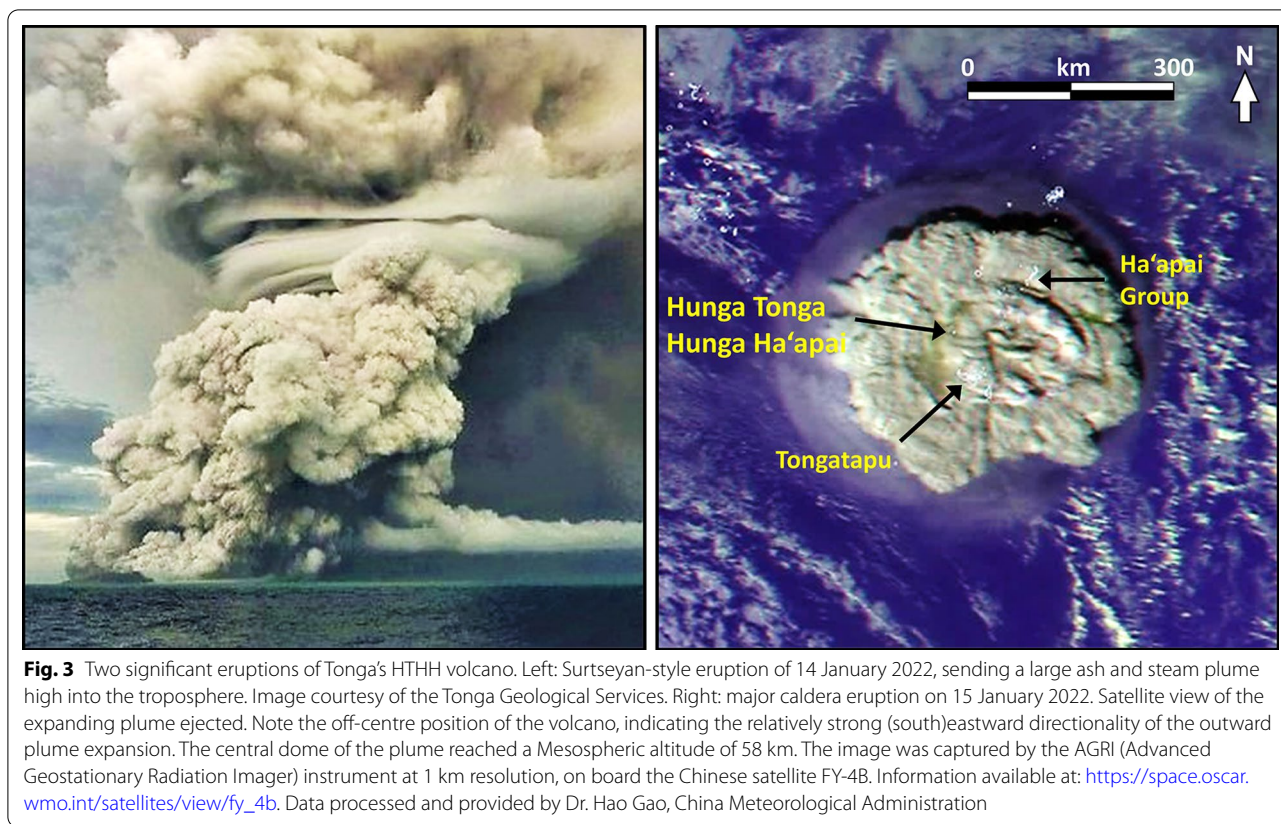 0 km 300
N
Ha‘apai
Group
Hunga Tonga
Hunga Ha‘apai
Tongatapu
Fig. 3 Two significant eruptions of Tonga’s HTHH volcano. Left: Surtseyan-style eruption of 14 January 2022, sending a large ash and steam plume
high into the troposphere. Image courtesy of the Tonga Geological Services. Right: major caldera eruption on 15 January 2022. Satellite view of the
expanding plume ejected. Note the off-centre position of the volcano, indicating the relatively strong (south)eastward directionality of the outward
plume expansion. The central dome of the plume reached a Mesospheric altitude of 58 km. The image was captured by the AGRI (Advanced
Geostationary Radiation Imager) instrument at 1 km resolution, on board the Chinese satellite FY-4B. Information available at: https://space.oscar.
wmo.int/satellites/view/fy_4b. Data processed and provided by Dr. Hao Gao, China Meteorological Administration